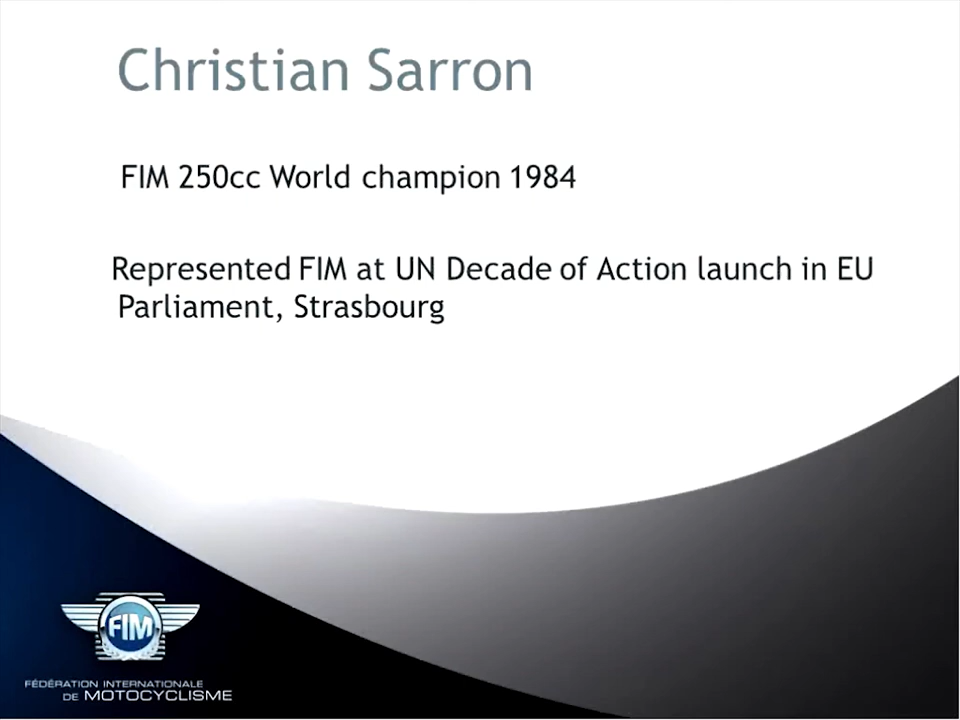 Christian Sarron
FIM 250cc World champion 1984
Represented FIM at UN Decade of Action launch in EU
Parliament, Strasbourg
FIM
FÉDÉRATION INTERNATIONALE
DE MOTOCYCLISME